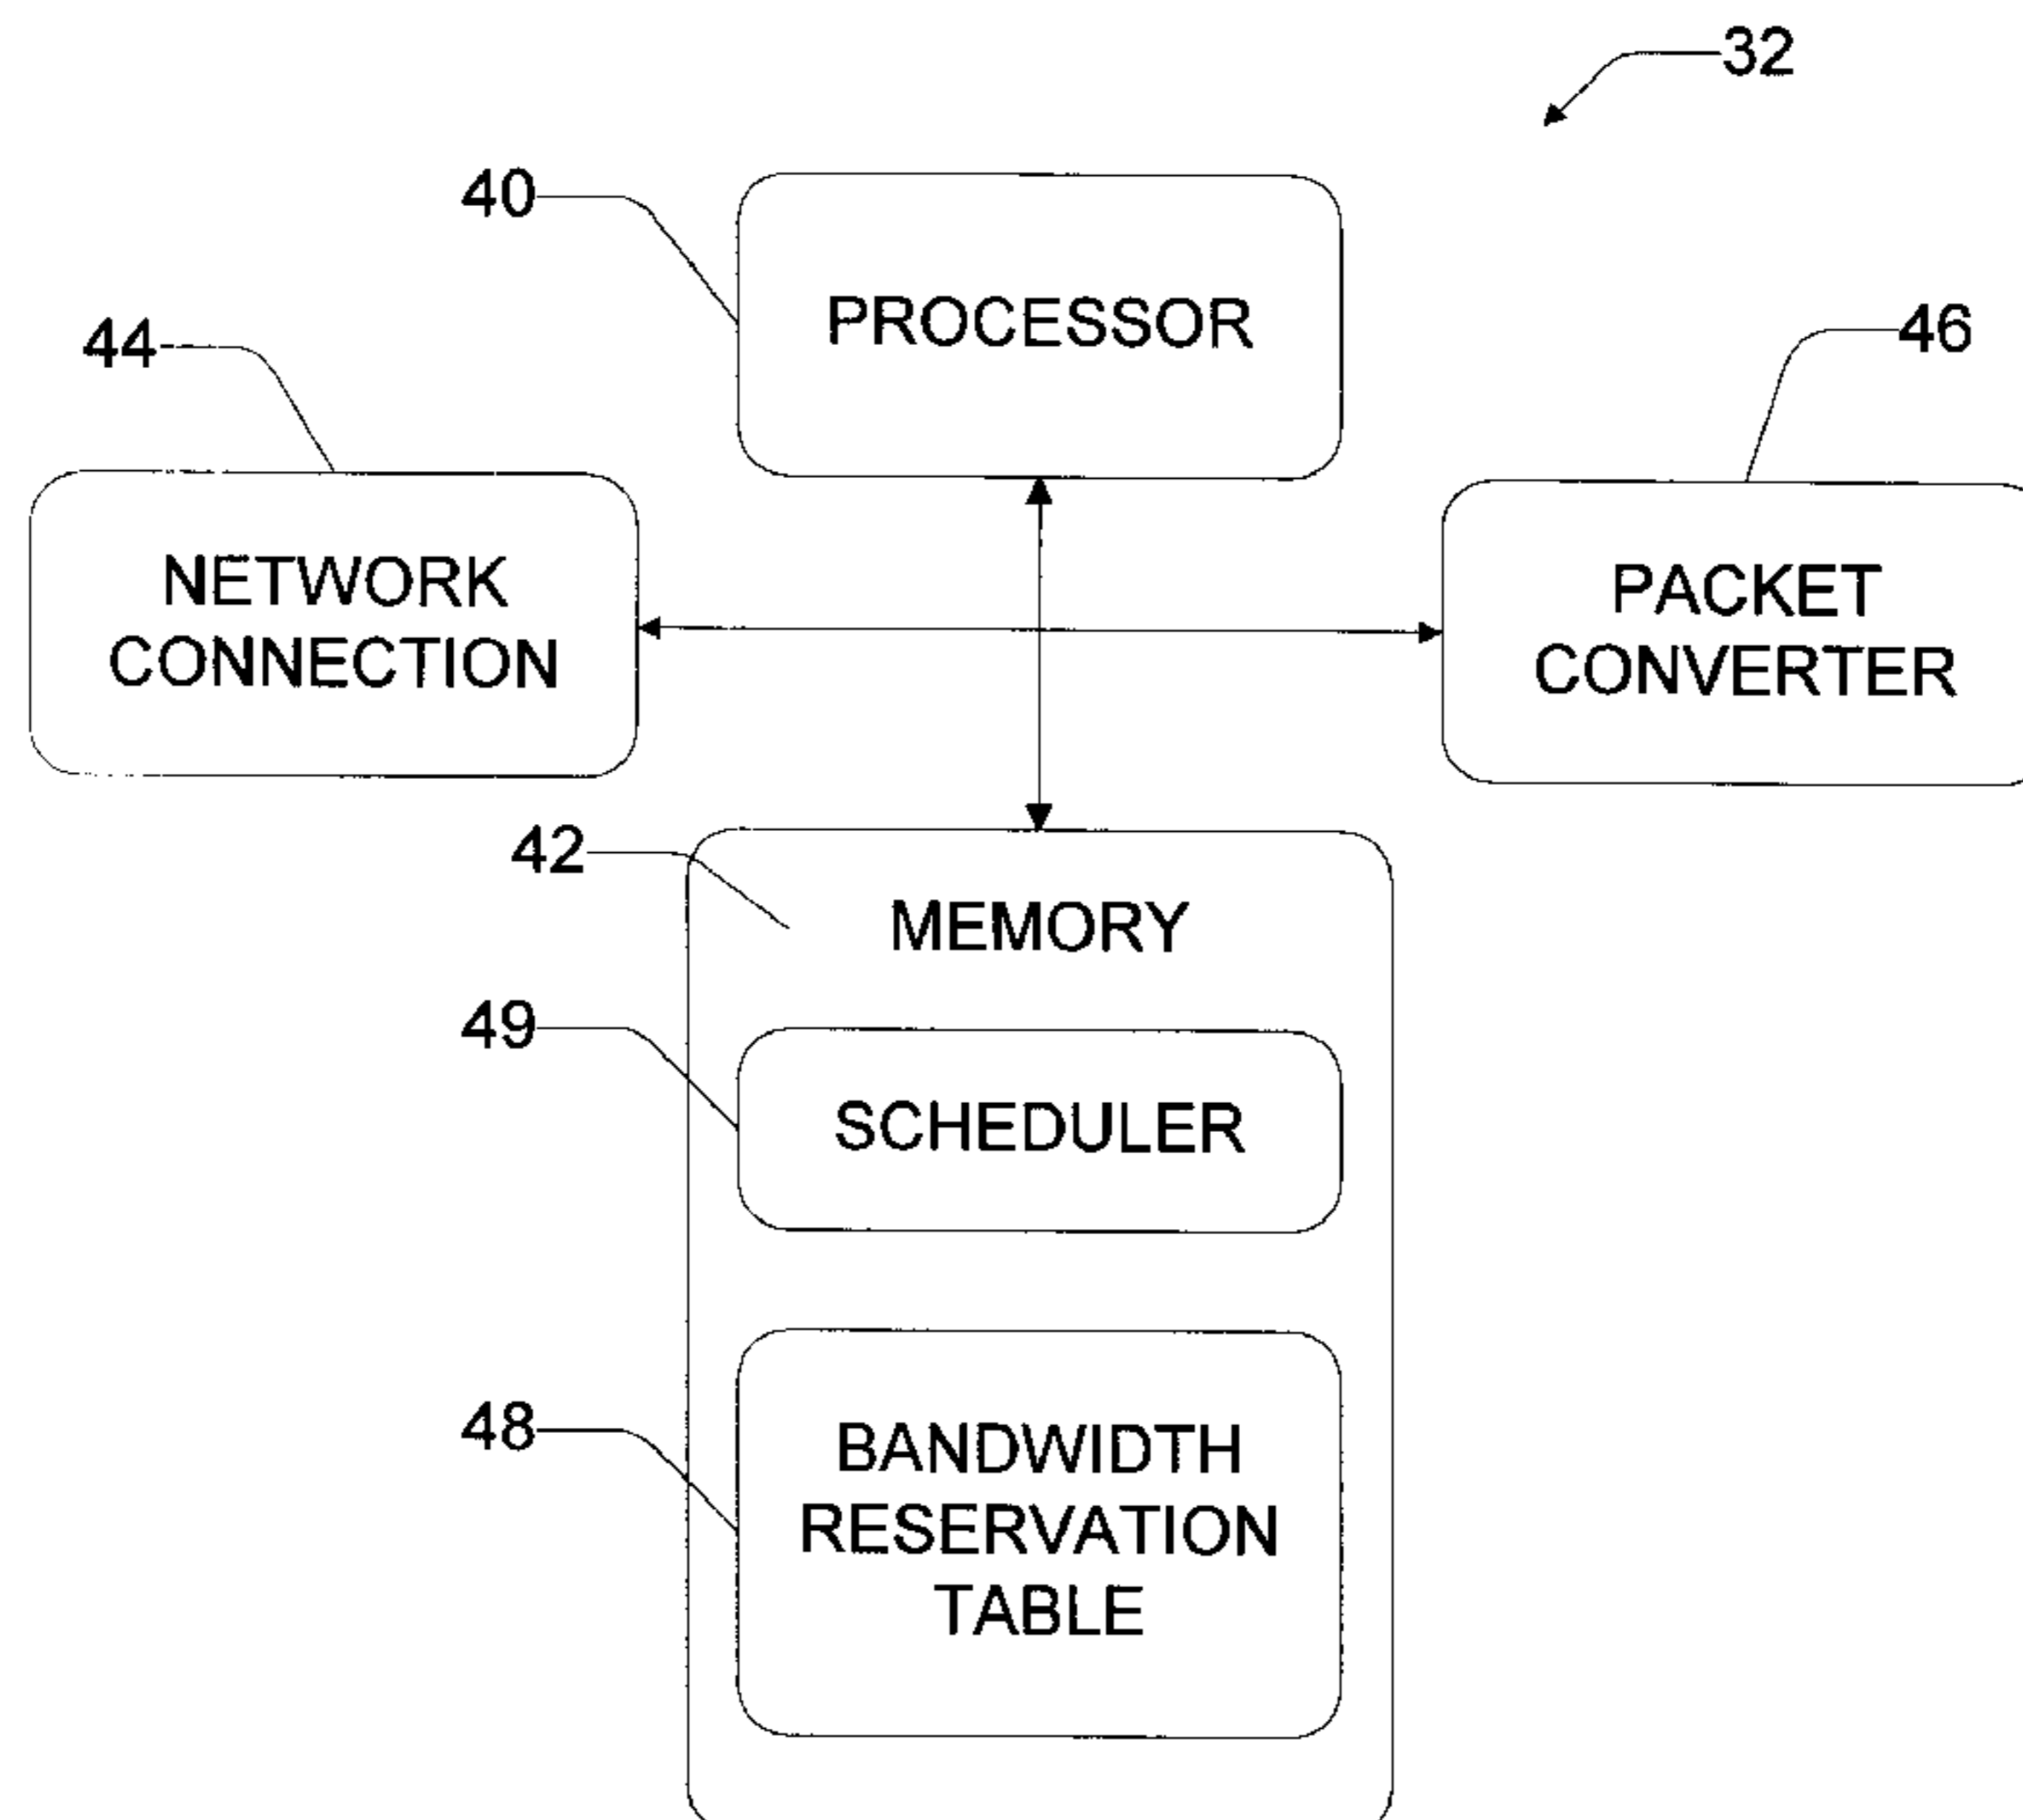 32
40
PROCESSOR
44
46
NETWORK
CONNECTION
PACKET
CONVERTER
42
MEMORY
49
SCHEDULER
48
BANDWIDTH
RESERVATION
TABLE